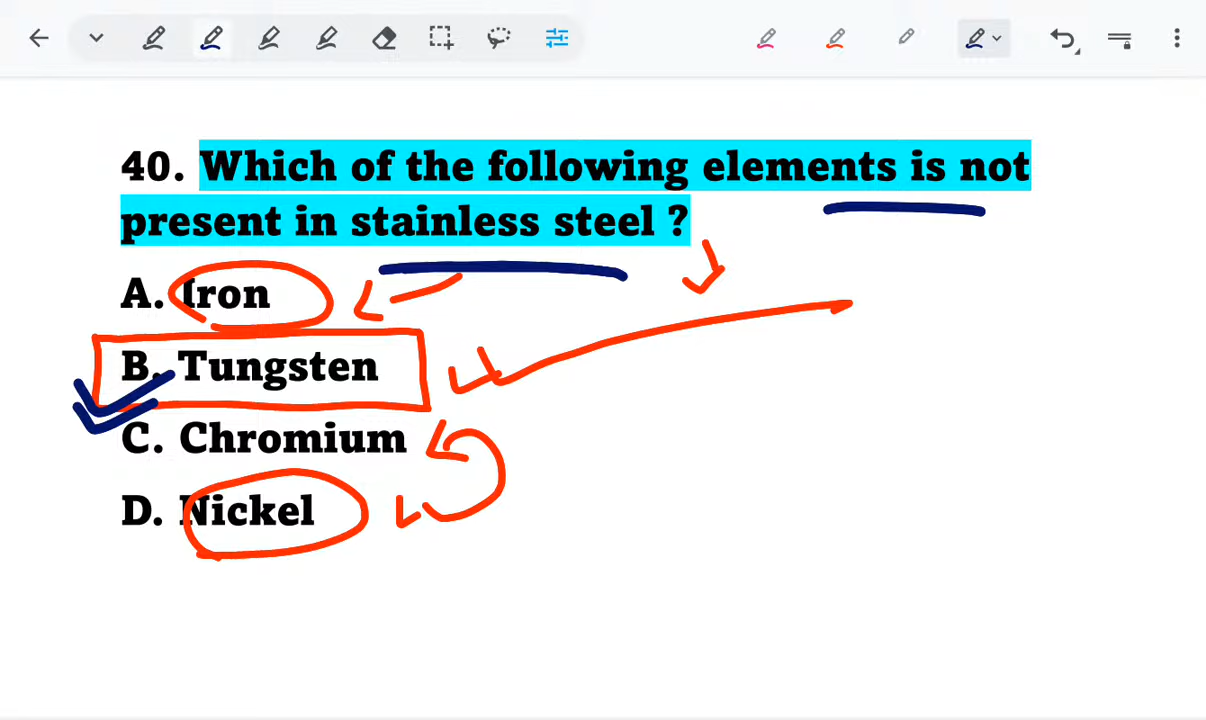 40. Which of the following elements is not
present in stainless steel ?
A. Iron
B. Tungsten
C. Chromium
D. Nickel